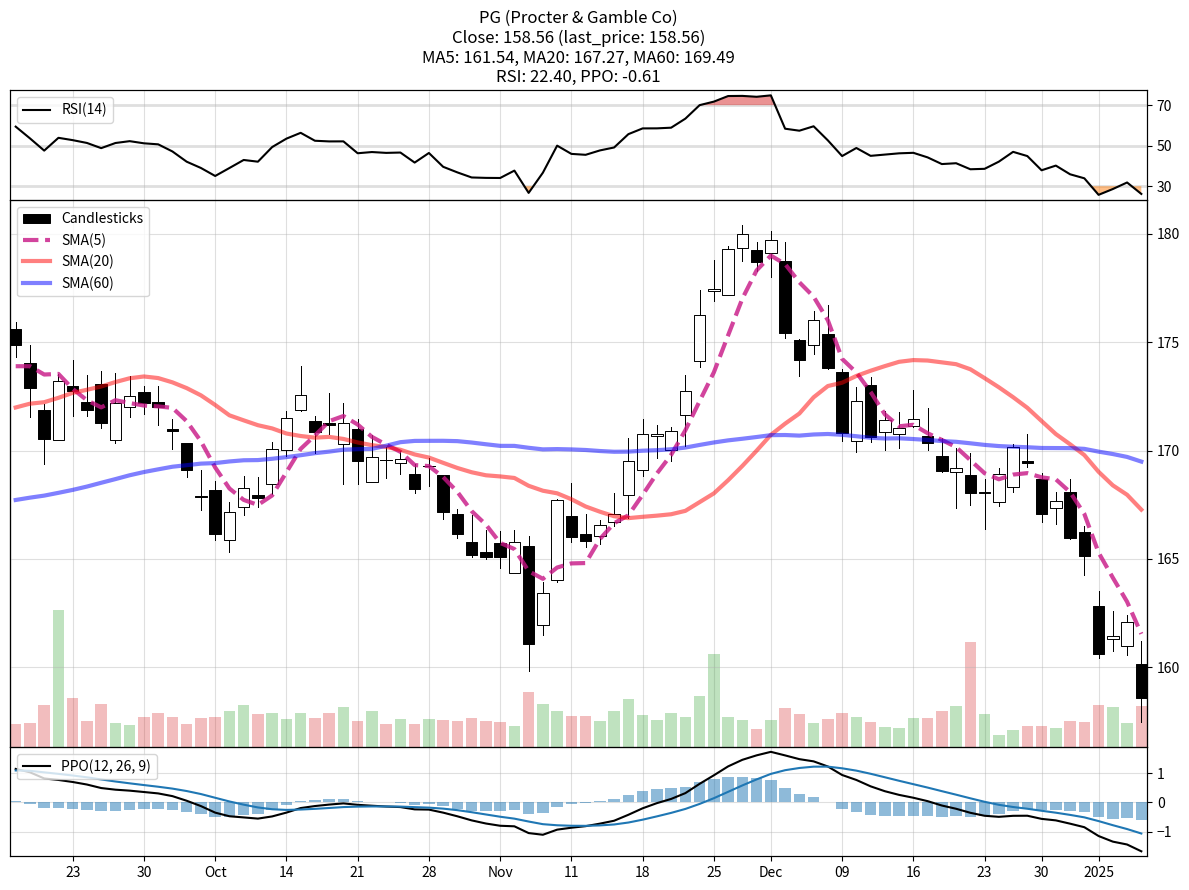 PG (Procter & Gamble Co)
Close: 158.56 (last_price: 158.56)
MA5: 161.54, MA20: 167.27, MA60: 169.49
RSI: 22.40, PPO: -0.61
RSI(14)
70
50
30
Candlesticks
SMA(5)
SMA(20)
SMA(60)
180
175
170
165
160
PPO(12, 26, 9)
1
0
−1
23 30 Oct 14 21 28 Nov 11 18 25 Dec 09 16 23 30 2025